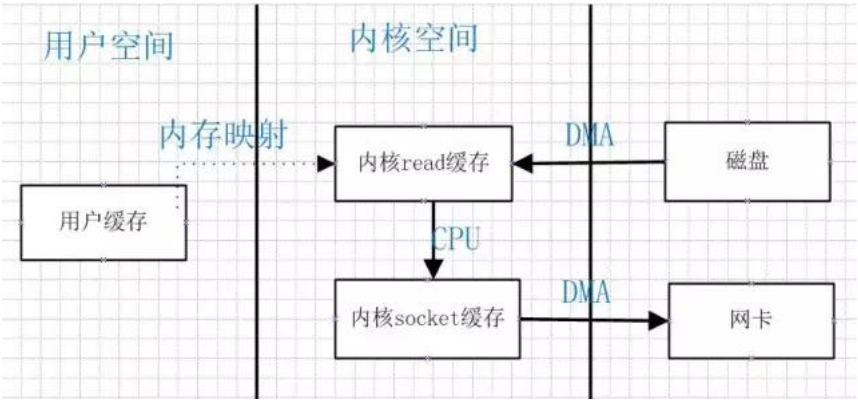 用户空间
内核空间
内存映射
DMA
内核read缓存
磁盘
用户缓存
CPU
DMA
内核socket缓存
网卡